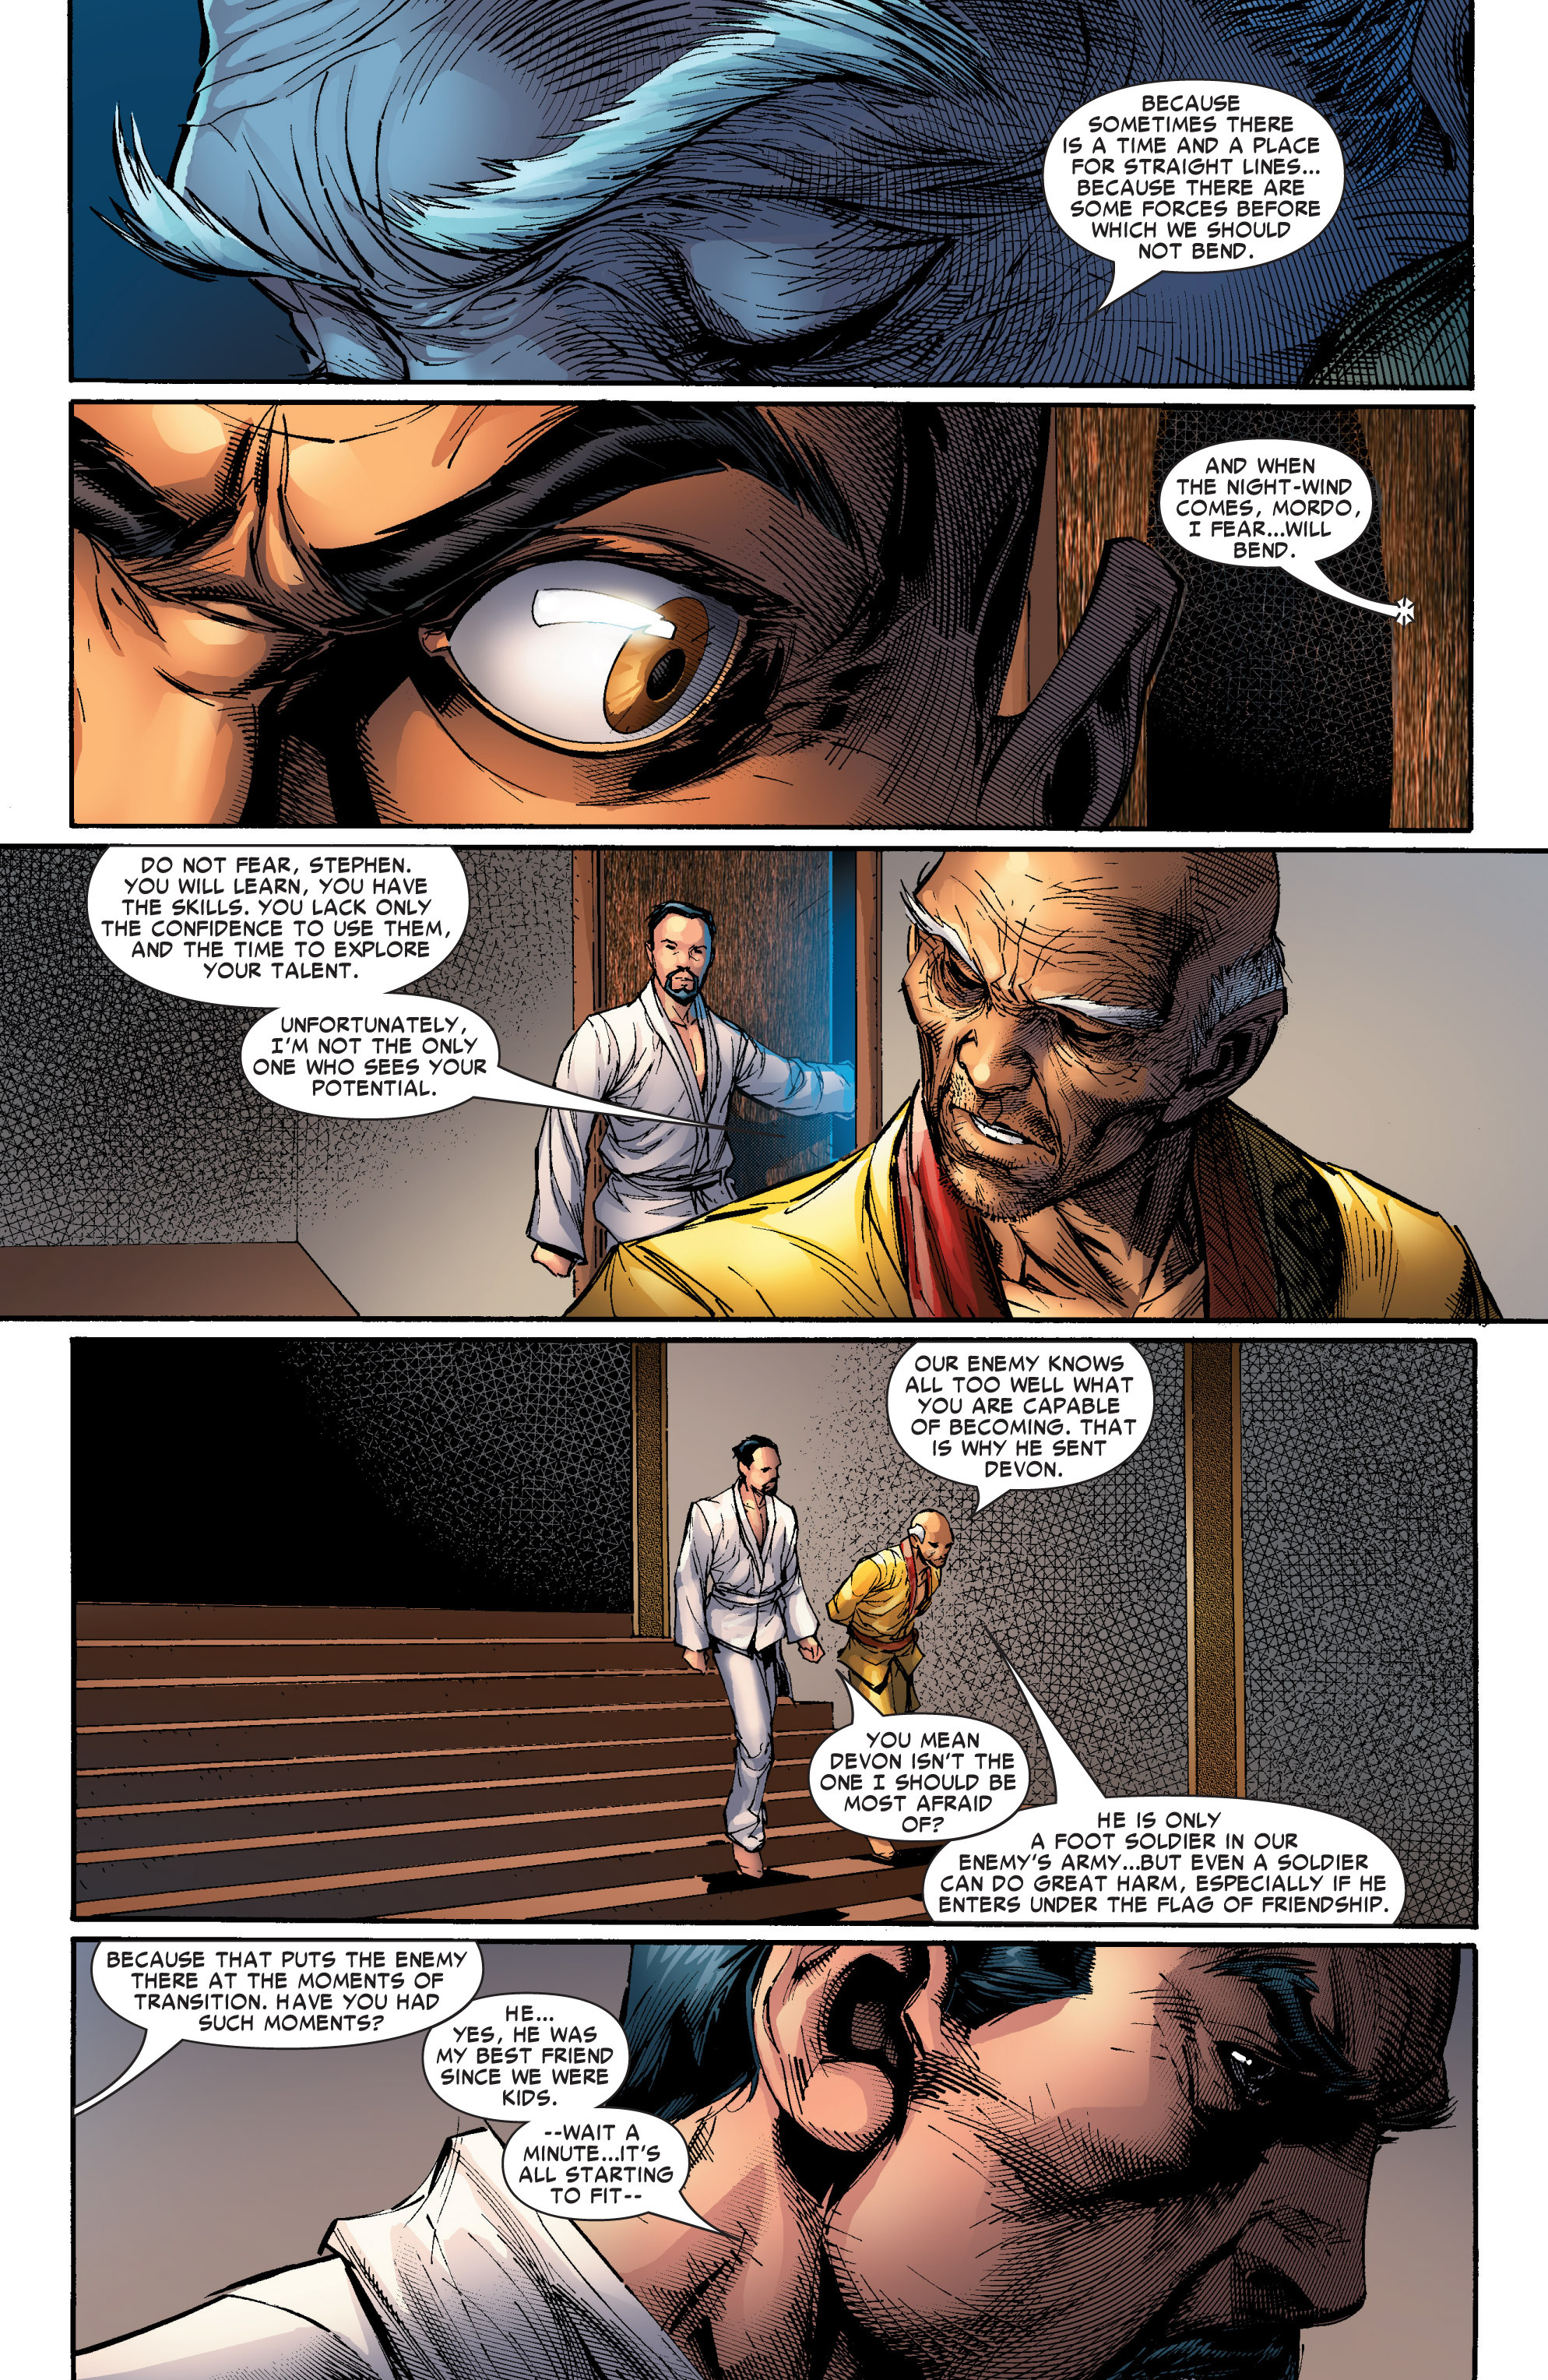 BECAUSE
SOMETIMES THERE
IS A TIME AND A PLACE
FOR STRAIGHT LINES...
BECAUSE THERE ARE
SOME FORCES BEFORE
WHICH WE SHOULD
NOT BEND.
AND WHEN
THE NIGHT-WIND
COMES, MORDO,
I FEAR...WILL
BEND.
DO NOT FEAR, STEPHEN.
YOU WILL LEARN, YOU HAVE
THE SKILLS. YOU LACK ONLY
THE CONFIDENCE TO USE THEM,
AND THE TIME TO EXPLORE
YOUR TALENT.
UNFORTUNATELY,
I'M NOT THE ONLY
ONE WHO SEES YOUR
POTENTIAL.
OUR ENEMY KNOWS
ALL TOO WELL WHAT
YOU ARE CAPABLE
OF BECOMING. THAT
IS WHY HE SENT
DEVON.
YOU MEAN
DEVON ISN'T THE
ONE I SHOULD BE
MOST AFRAID
OF?
HE IS ONLY
A FOOT SOLDIER IN OUR
ENEMY'S ARMY...BUT EVEN A SOLDIER
CAN DO GREAT HARM, ESPECIALLY IF HE
ENTERS UNDER THE FLAG OF FRIENDSHIP.
BECAUSE THAT PUTS THE ENEMY
THERE AT THE MOMENTS OF
TRANSITION. HAVE YOU HAD
SUCH MOMENTS?
HE...
YES, HE WAS
MY BEST FRIEND
SINCE WE WERE
KIDS.
--WAIT A
MINUTE...IT'S
ALL STARTING
TO FIT--